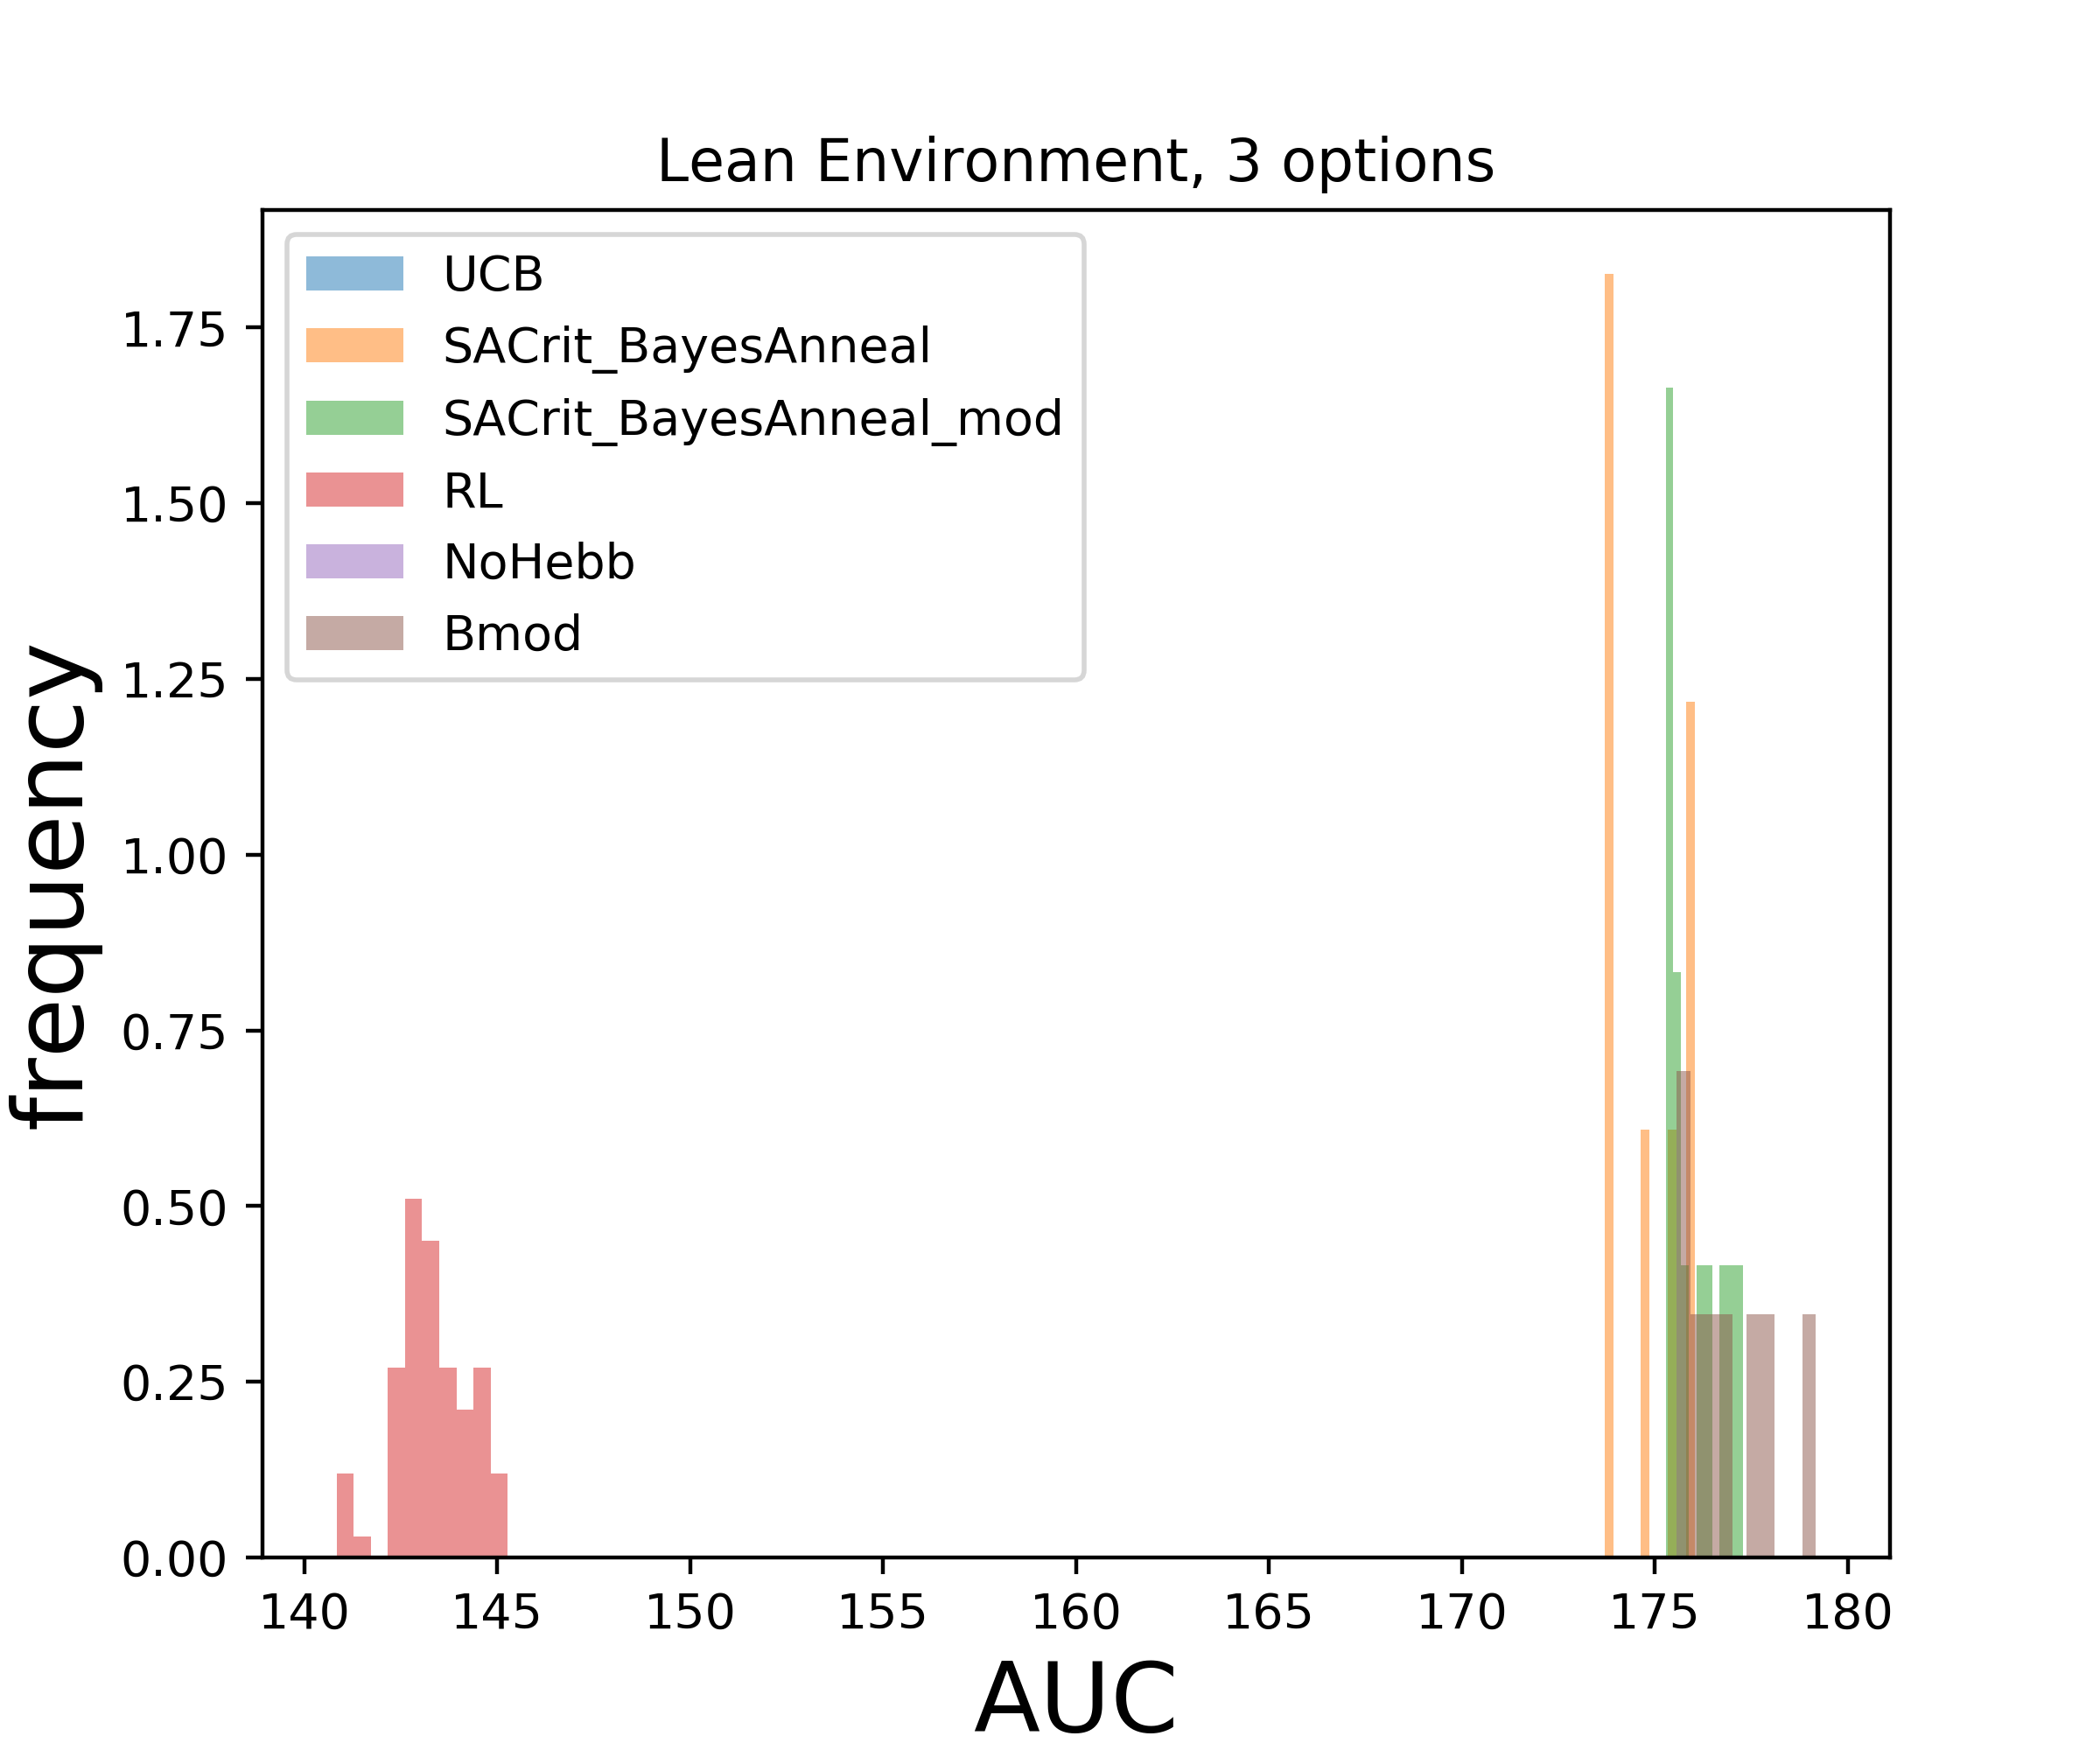 Lean Environment, 3 options
UCB
SACrit_BayesAnneal
SACrit_BayesAnneal_mod
RL
NoHebb
Bmod
frequency
1.75
1.50
1.25
1.00
0.75
0.50
0.25
0.00
140 145 150 155 160 165 170 175 180
AUC